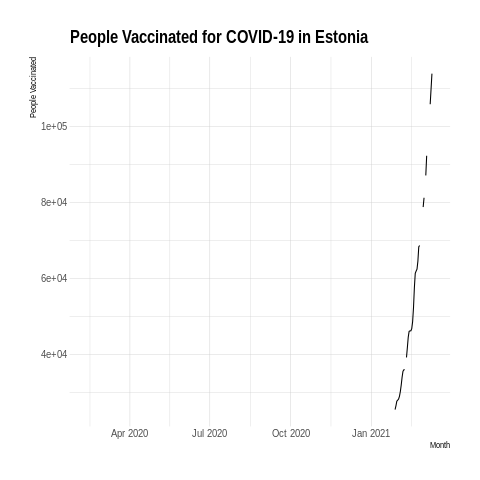 People Vaccinated for COVID-19 in Estonia
People Vaccinated
1e+05
8e+04
6e+04
4e+04
Apr 2020 Jul 2020 Oct 2020 Jan 2021
Month